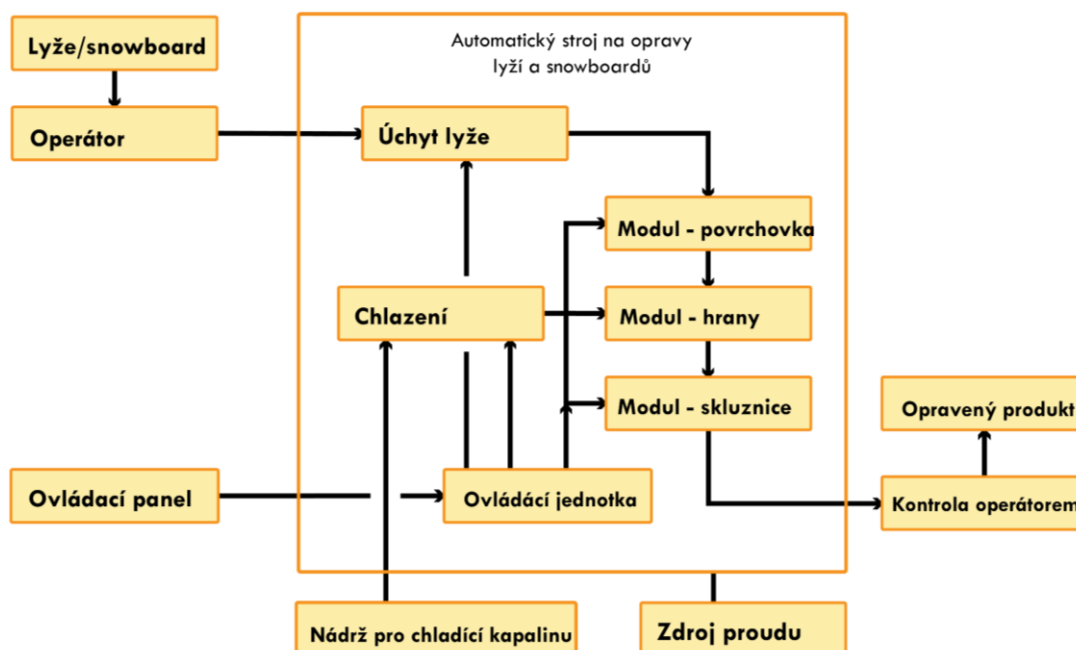 Automatický stroj na opravy
lyží a snowboardů
Lyže/snowboard
Operátor
Úchyt lyže
Modul - povrchovka
Chlazení
Modul - hrany
Modul - skluznice
Opravený produkt
Ovládací panel
Ovládácí jednotka
Kontrola operátorem
Nádrž pro chladící kapalinu
Zdroj proudu